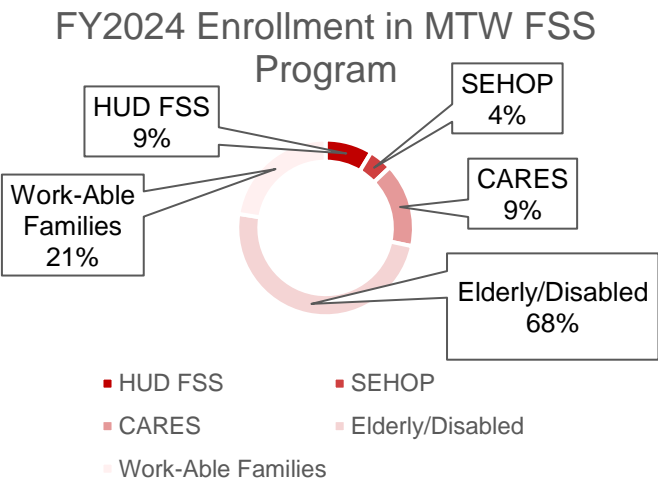 FY2024 Enrollment in MTW FSS
Program
HUD FSS
9%
SEHOP
4%
CARES
9%
Work-Able
Families
21%
Elderly/Disabled
68%
HUD FSS
SEHOP
CARES
Elderly/Disabled
Work-Able Families